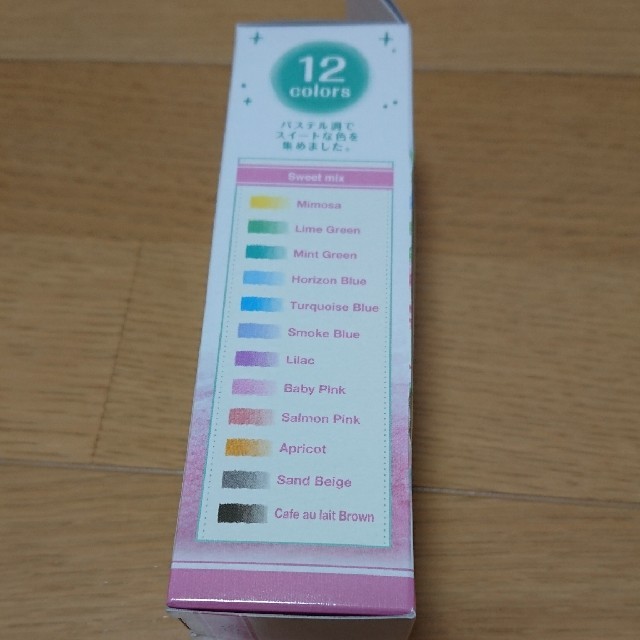 12
colors
パステル調で
スイートな色を
集めました。
Sweet mix
Mimosa
Lime Green
Mint Green
Horizon Blue
Turquoise Blue
Smoke Blue
Lilac
Baby Pink
Salmon Pink
Apricot
Sand Beige
Cafe au lait Brown